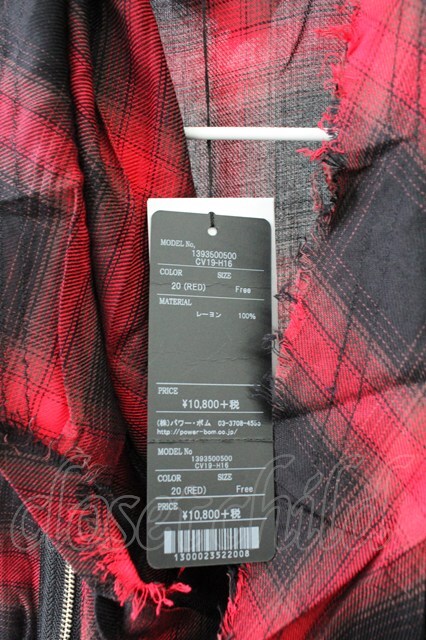 MODEL No,
1393500500
CV19-H16
COLOR SIZE
20 (RED) Free
MATERIAL
レーヨン 100%
PRICE
¥10,800+税
(株)パワー・ボム
http://power-bom.co.jp/
MODEL No
1393500500
CV19-H16
COLOR SIZE
20 (RED) Free
PRICE
¥10,800+税
1300023522008
closetchild